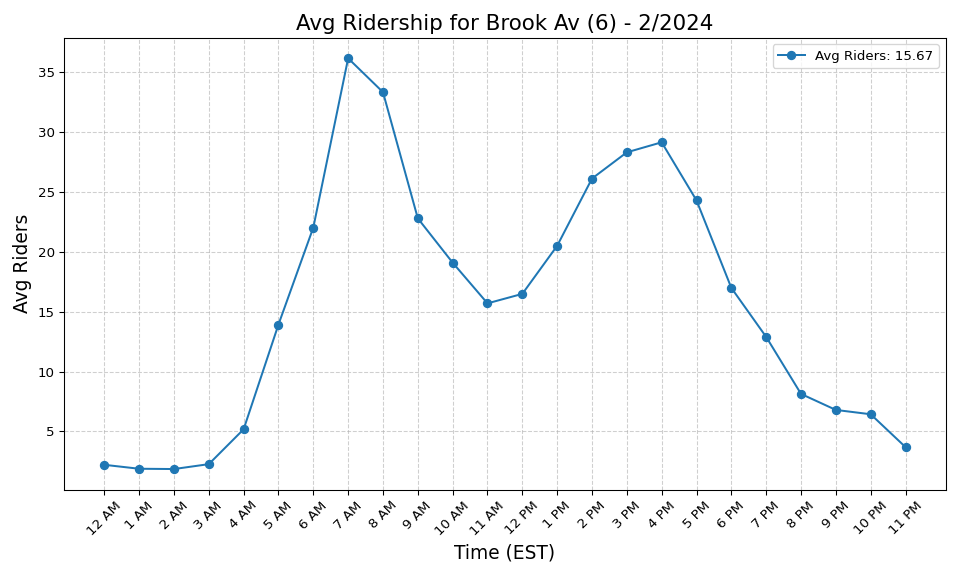 Avg Ridership for Brook Av (6) - 2/2024
Avg Riders: 15.67
Avg Riders
35
30
25
20
15
10
5
12 AM
1 AM
2 AM
3 AM
4 AM
5 AM
6 AM
7 AM
8 AM
9 AM
10 AM
11 AM
12 PM
1 PM
2 PM
3 PM
4 PM
5 PM
6 PM
7 PM
8 PM
9 PM
10 PM
11 PM
Time (EST)